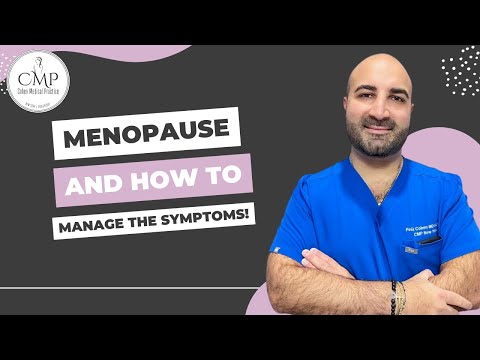 CMP
Cohen Medical Practice
MENOPAUSE
AND HOW TO
MANAGE THE SYMPTOMS!